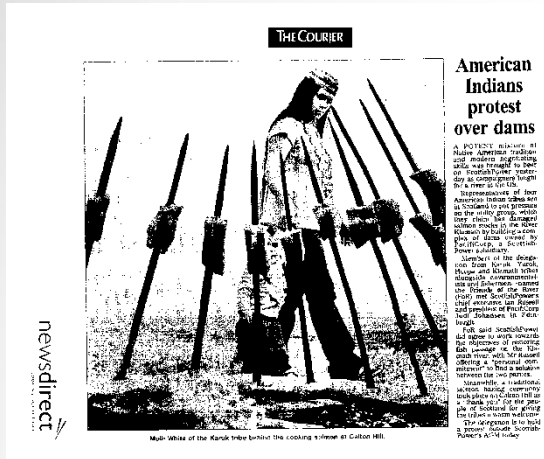 THE COURIER
American
Indians
protest
over dams
A POTENT mixture of
Native American tradition
and modern negotiating
skills was brought to bear
on ScottishPower yester-
day as campaigners fought
for a river in the US.
Representatives of four
American Indian tribes are
in Scotland to put pressure
on the utility group, which
they claim has damaged
salmon stocks in the River
Klamath by building a com-
plex of dams owned by
PacifiCorp, a Scottish-
Power subsidiary.
Members of the delega-
tion from Karuk, Yurok,
Hoopa and Klamath tribes
alongside environmental-
ists and fishermen
the Friends of the River
(FoR) met ScottishPower's
chief executive Ian Russell
and president of PacifiCorp
Judi Johansen in Edin-
burgh.
FoR said ScottishPower
did agree to work towards
the objectives of restoring
fish passage on the Kla-
math river, with Mr Russell
offering a "personal com-
mitment" to find a solution
between the two parties.
Meanwhile, a traditional
salmon baking ceremony
took place on Calton Hill as
a "thank you" for the peo-
ple of Scotland for giving
the tribes a warm welcome.
The delegation is to hold
a protest outside Scottish-
Power's AGM today.
Molli White of the Karuk tribe behind the cooking salmon at Calton Hill.
newsdirect